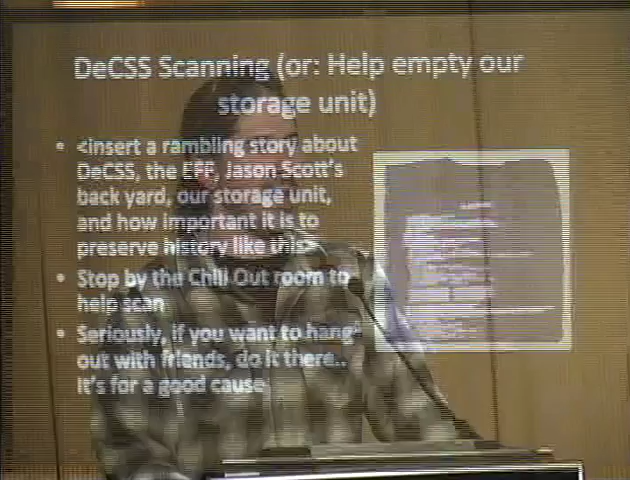 DeCSS Scanning (or: Help empty our
storage unit)
• <insert a rambling story about
DeCSS, the EFF, Jason Scott's
back yard, our storage unit,
and how important it is to
preserve history like this>
• Stop by the Chill Out room to
help scan
• Seriously, if you want to hang
out with friends, do it there..
It's for a good cause